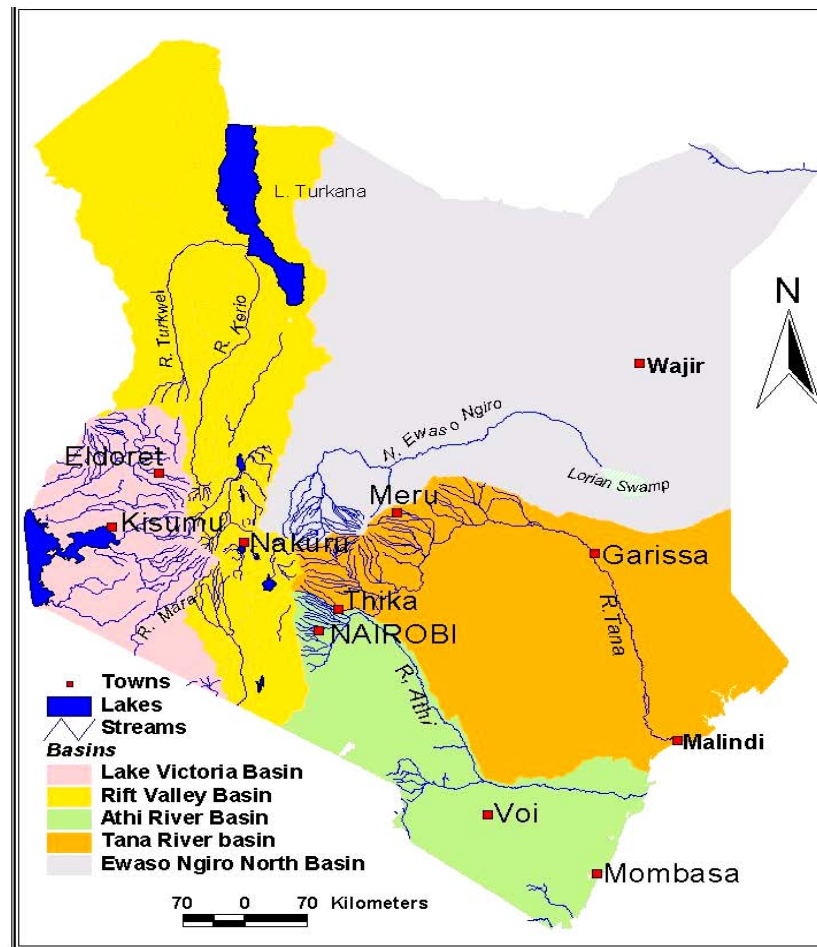 L. Turkana
N
R. Turkwel
R. Kerio
Wajir
N. Ewaso Ngiro
Eldoret
Lorian Swamp
Meru
Kisumu
Nakuru
Garissa
Thika
R. Mara
NAIROBI
R.Tana
R, Athi
Malindi
Voi
Mombasa
Towns
Lakes
Streams
Basins
Lake Victoria Basin
Rift Valley Basin
Athi River Basin
Tana River basin
Ewaso Ngiro North Basin
70 0 70 Kilometers